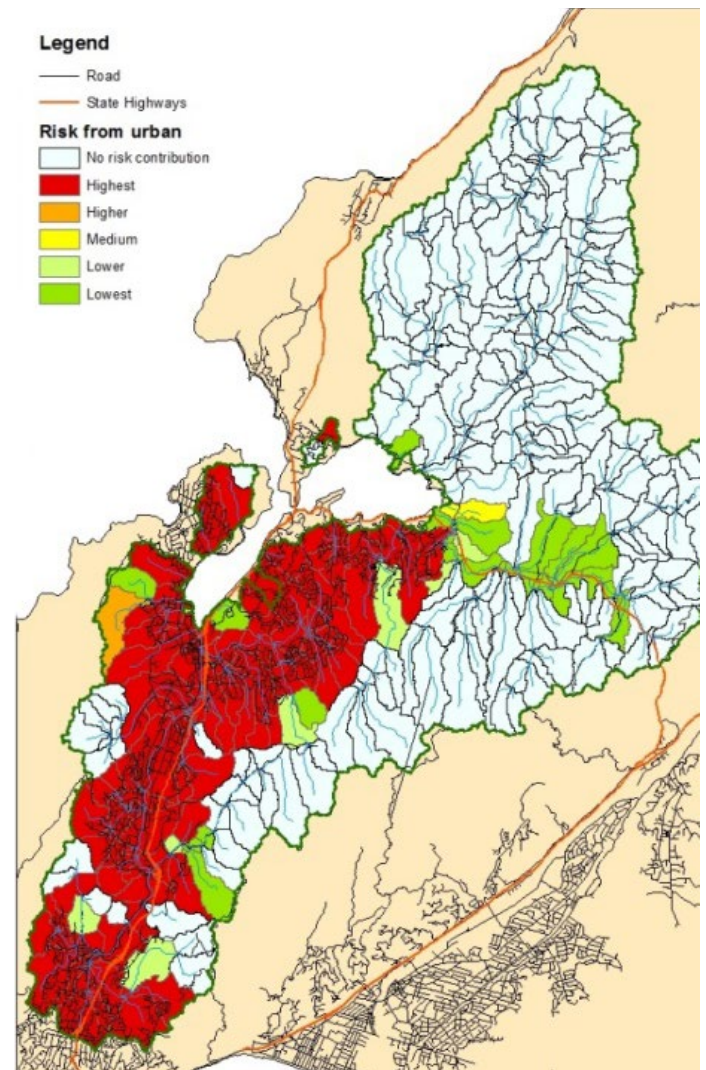 Legend
Road
State Highways
Risk from urban
No risk contribution
Highest
Higher
Medium
Lower
Lowest